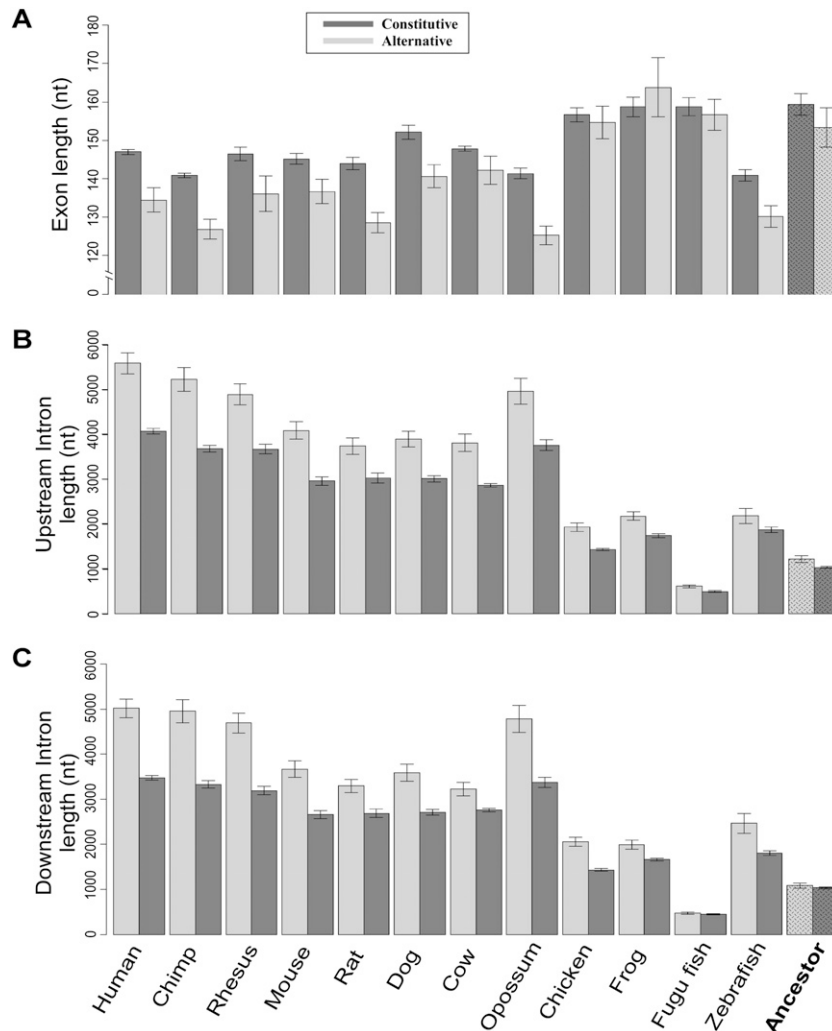 A
Constitutive
Alternative
Exon length (nt)
180
170
160
150
140
130
120
0
B
Upstream Intron
length (nt)
6000
5000
4000
3000
2000
1000
0
C
Downstream Intron
length (nt)
6000
5000
4000
3000
2000
1000
0
Human
Chimp
Rhesus
Mouse
Rat
Dog
Cow
Opossum
Chicken
Frog
Fugu fish
Zebrafish
Ancestor